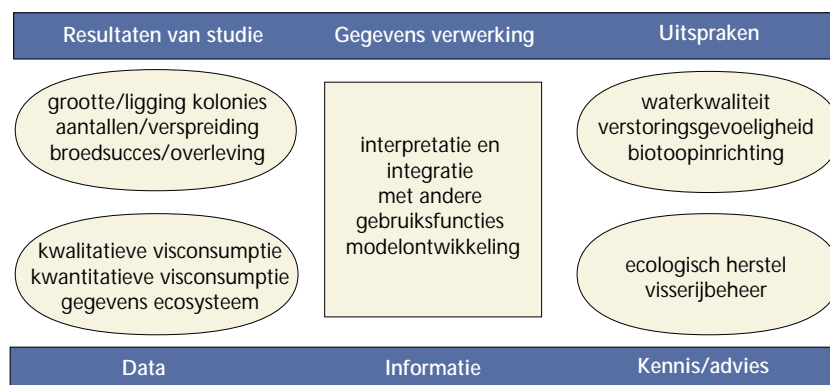 Resultaten van studie
Gegevens verwerking
Uitspraken
grootte/ligging kolonies
aantallen/verspreiding
broedsucces/overleving
kwalitatieve visconsumptie
kwantitatieve visconsumptie
gegevens ecosysteem
interpretatie en
integratie
met andere
gebruiksfuncties
modelontwikkeling
waterkwaliteit
verstoringsgevoeligheid
biotoopinrichting
ecologisch herstel
visserijbeheer
Data
Informatie
Kennis/advies